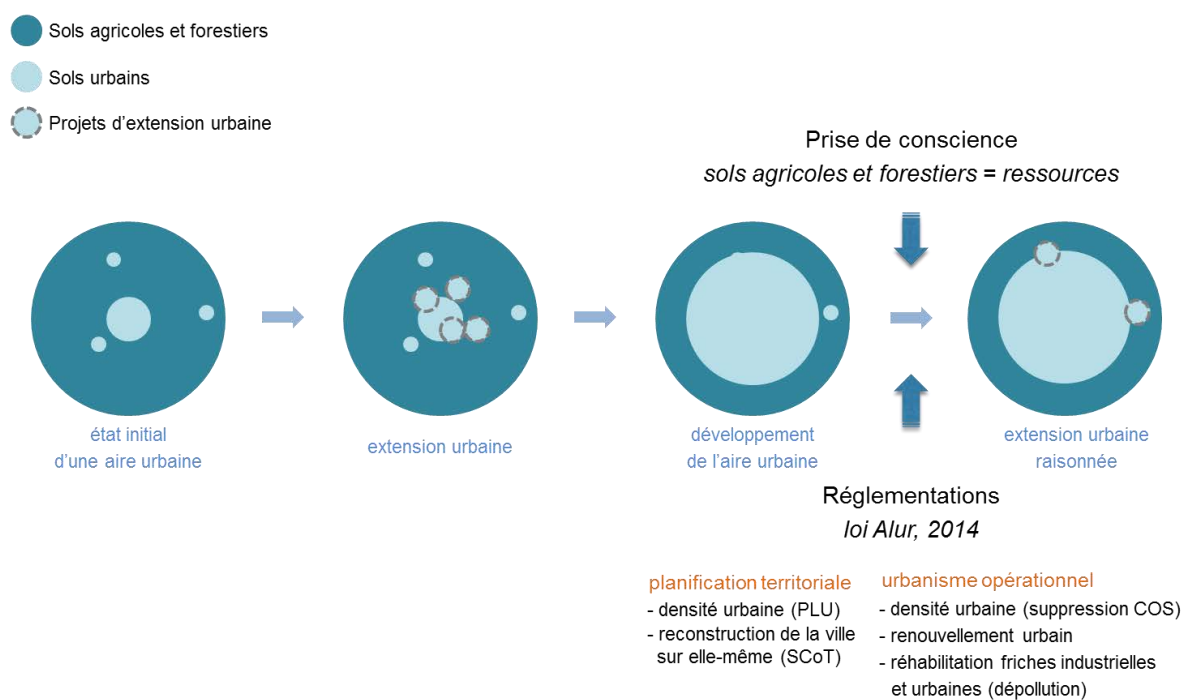 Sols agricoles et forestiers
Sols urbains
Projets d'extension urbaine
Prise de conscience
sols agricoles et forestiers = ressources
état initial
d'une aire urbaine
extension urbaine
développement
de l'aire urbaine
extension urbaine
raisonnée
Réglementations
loi Alur, 2014
planification territoriale
- densité urbaine (PLU)
- reconstruction de la ville
sur elle-même (SCoT)
urbanisme opérationnel
- densité urbaine (suppression COS)
- renouvellement urbain
- réhabilitation friches industrielles
et urbaines (dépollution)